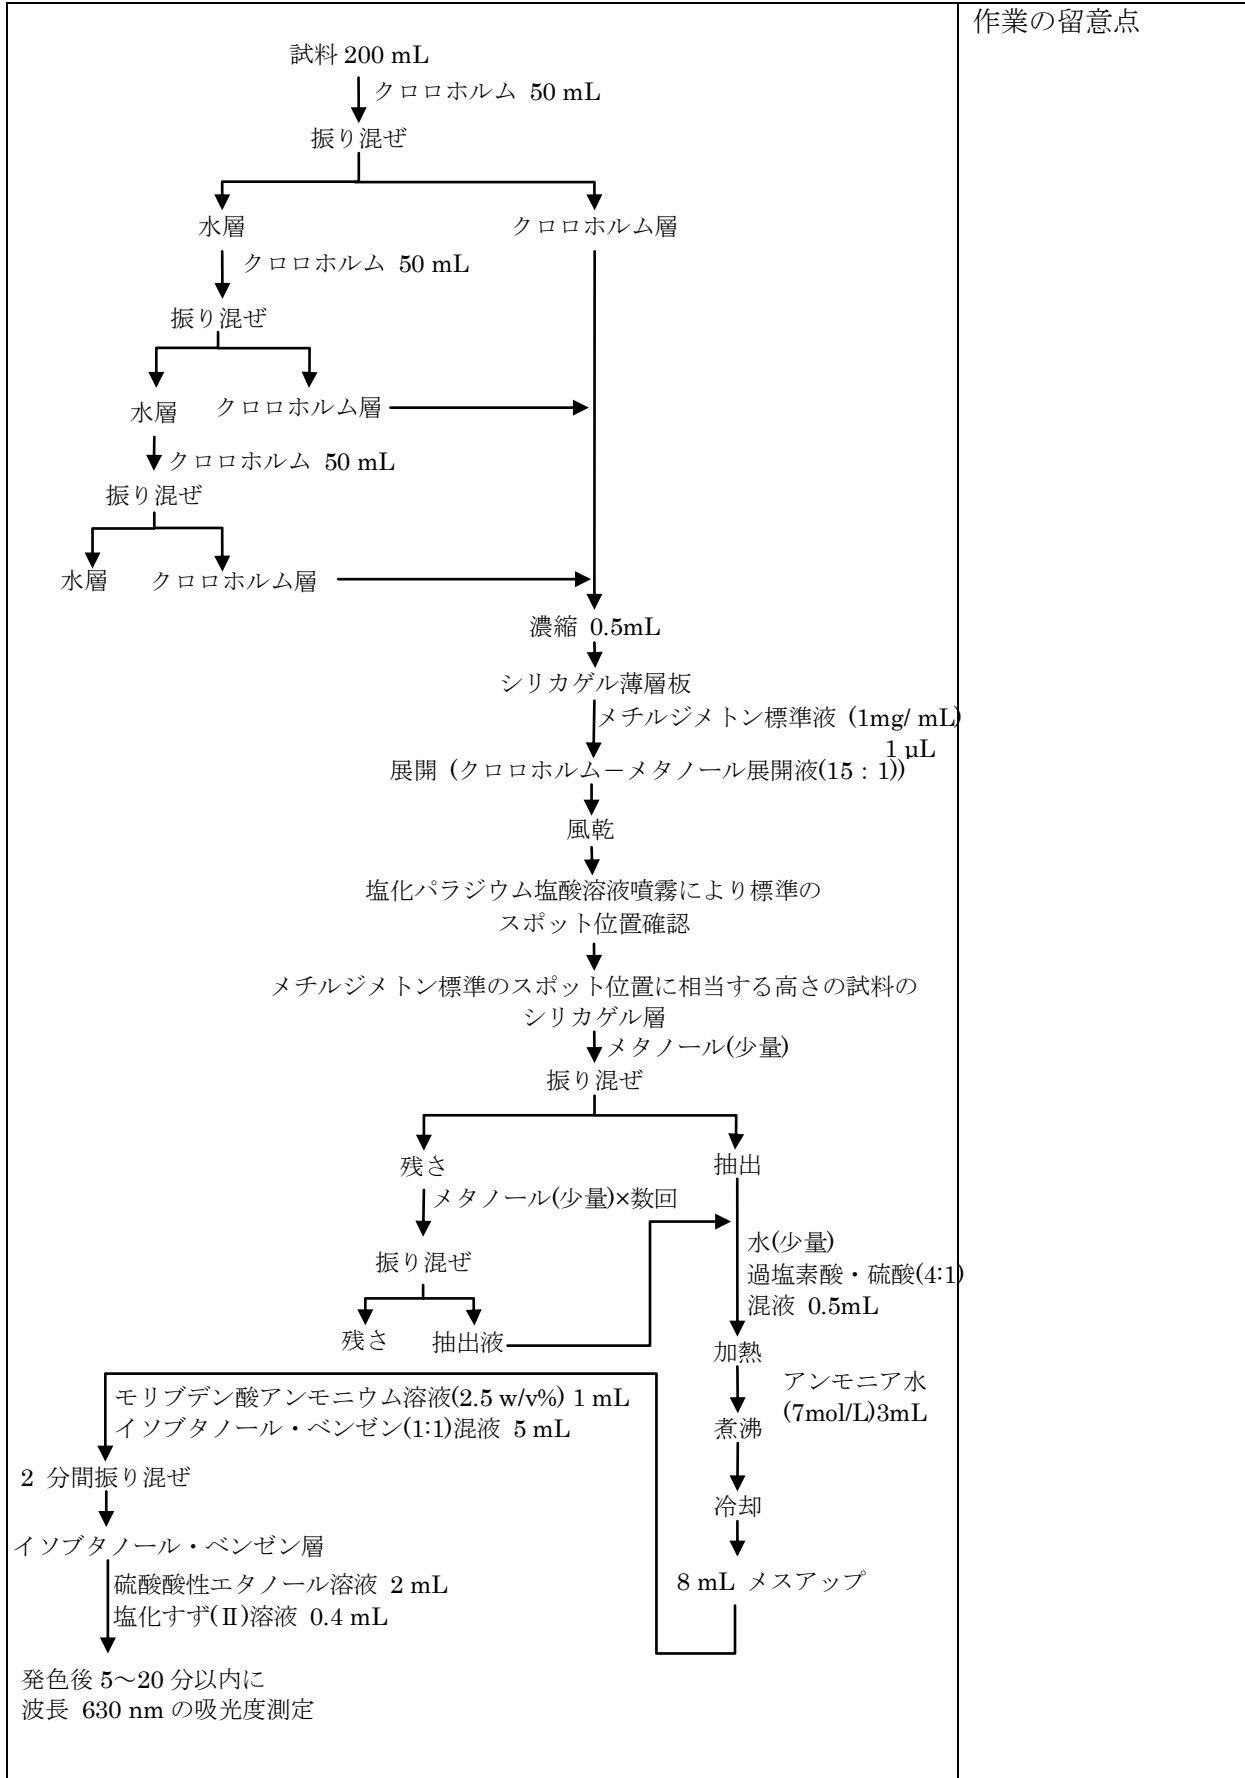 作業の留意点
試料 200 mL
クロロホルム 50 mL
振り混ぜ
水層
クロロホルム層
クロロホルム 50 mL
振り混ぜ
水層
クロロホルム層
クロロホルム 50 mL
振り混ぜ
水層
クロロホルム層
濃縮 0.5mL
シリカゲル薄層板
メチルジメトン標準液 (1mg/ mL)
1 μL
展開 (クロロホルム－メタノール展開液(15：1))
風乾
塩化パラジウム塩酸溶液噴霧により標準の
スポット位置確認
メチルジメトン標準のスポット位置に相当する高さの試料の
シリカゲル層
メタノール(少量)
振り混ぜ
残さ
抽出
メタノール(少量)×数回
振り混ぜ
残さ
抽出液
水(少量)
過塩素酸・硫酸(4:1)
混液 0.5mL
加熱
アンモニア水
(7mol/L)3mL
煮沸
冷却
8 mL メスアップ
モリブデン酸アンモニウム溶液(2.5 w/v%) 1 mL
イソブタノール・ベンゼン(1:1)混液 5 mL
2 分間振り混ぜ
イソブタノール・ベンゼン層
硫酸酸性エタノール溶液 2 mL
塩化すず(Ⅱ)溶液 0.4 mL
発色後 5～20 分以内に
波長 630 nm の吸光度測定